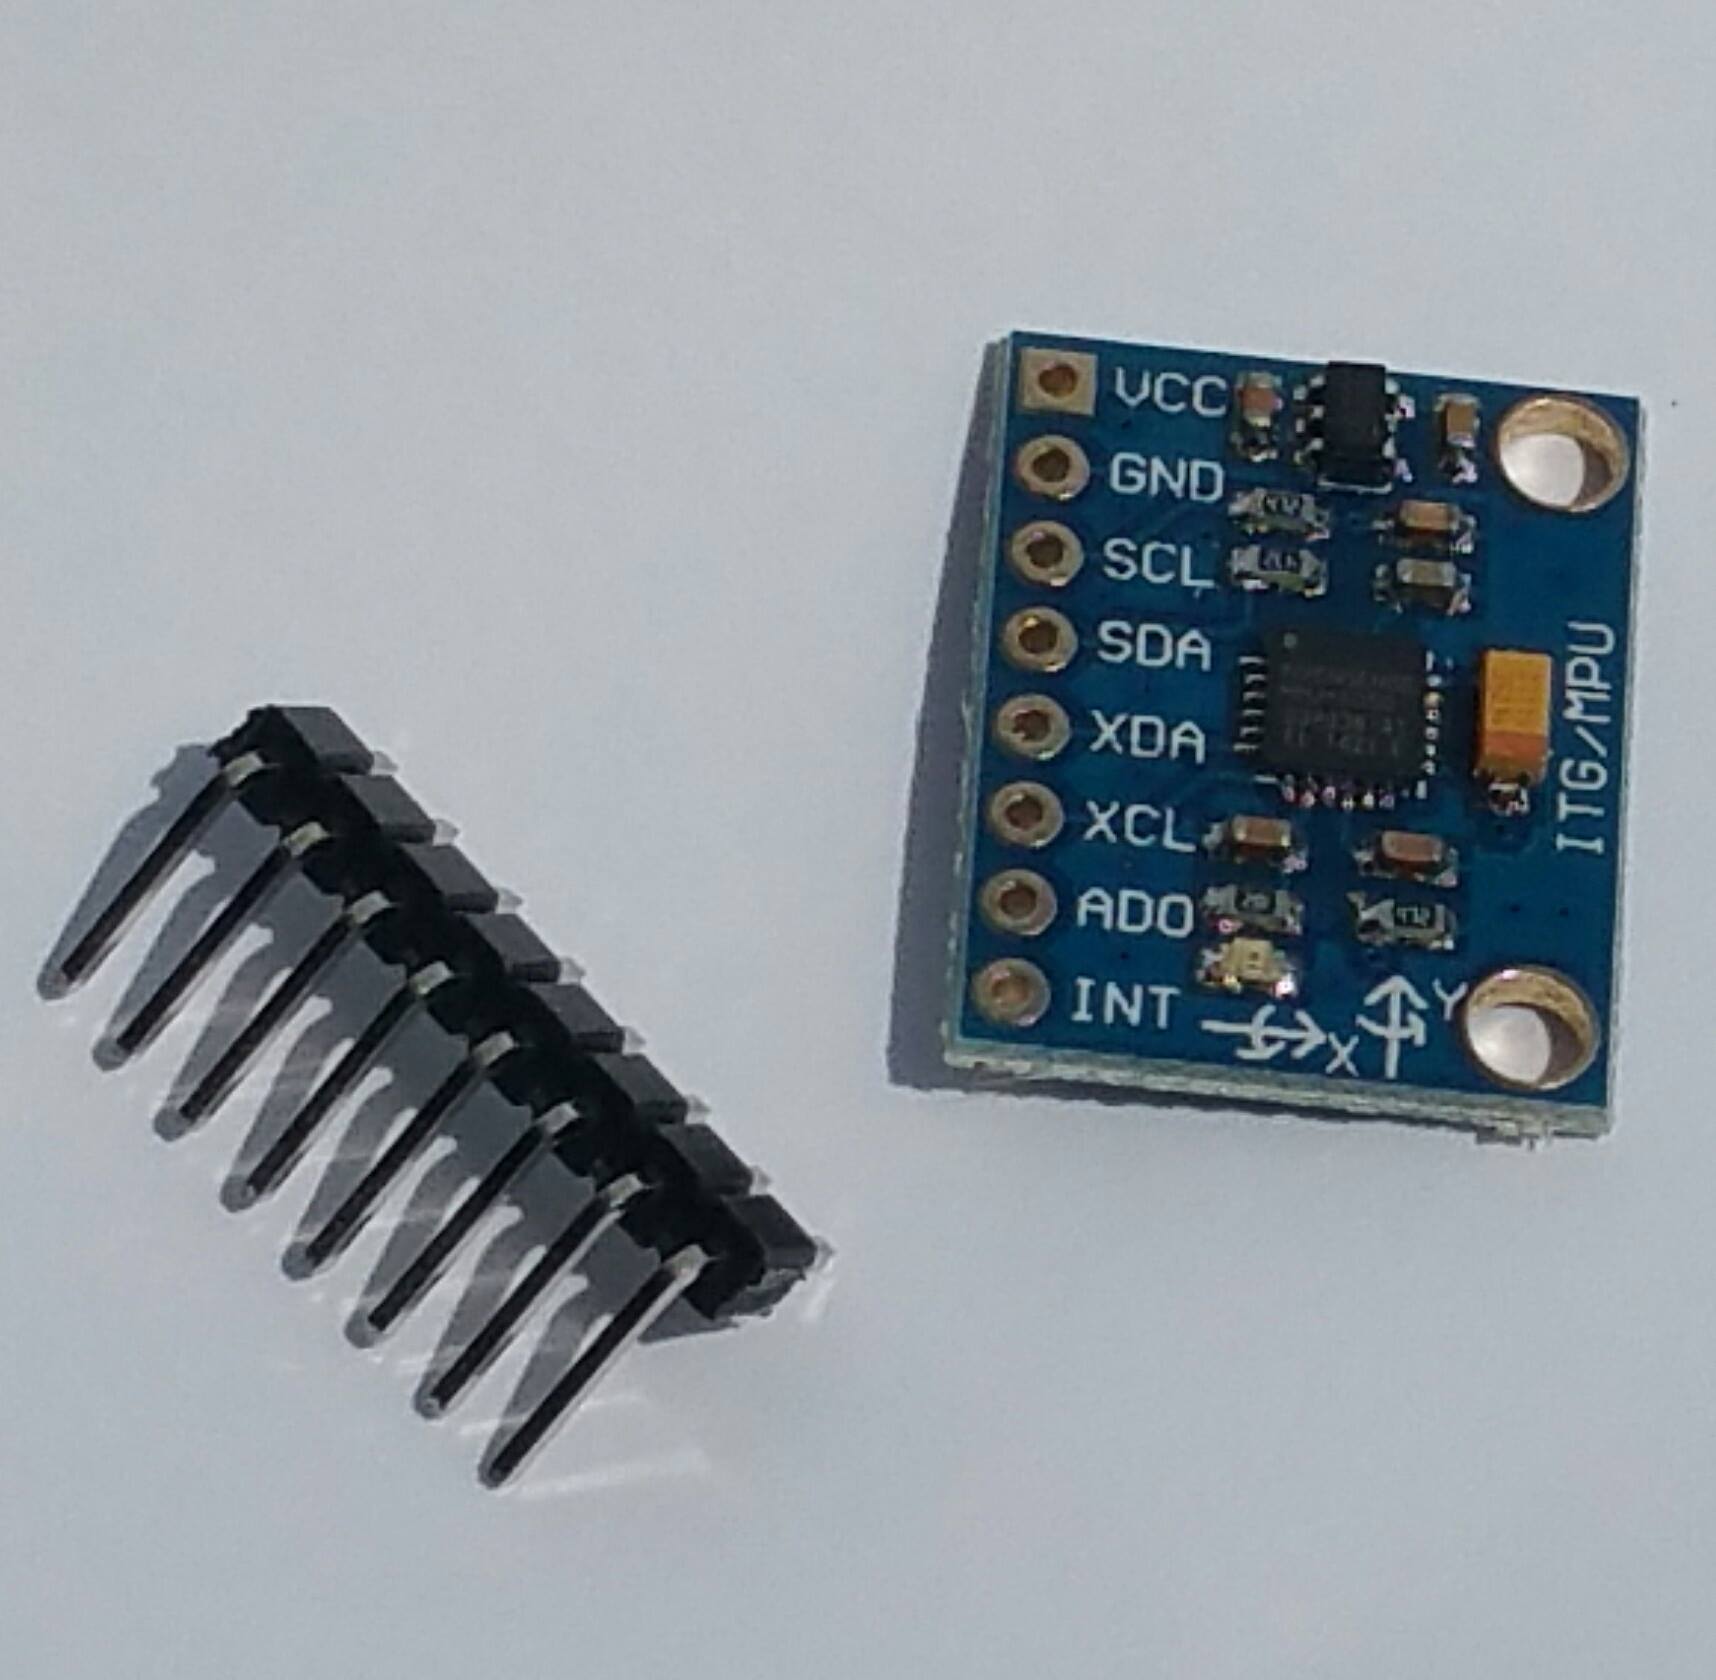 VCC
GND
SCL
SDA
XDA
XCL
ADO
INT
X
Y
ITG/MPU